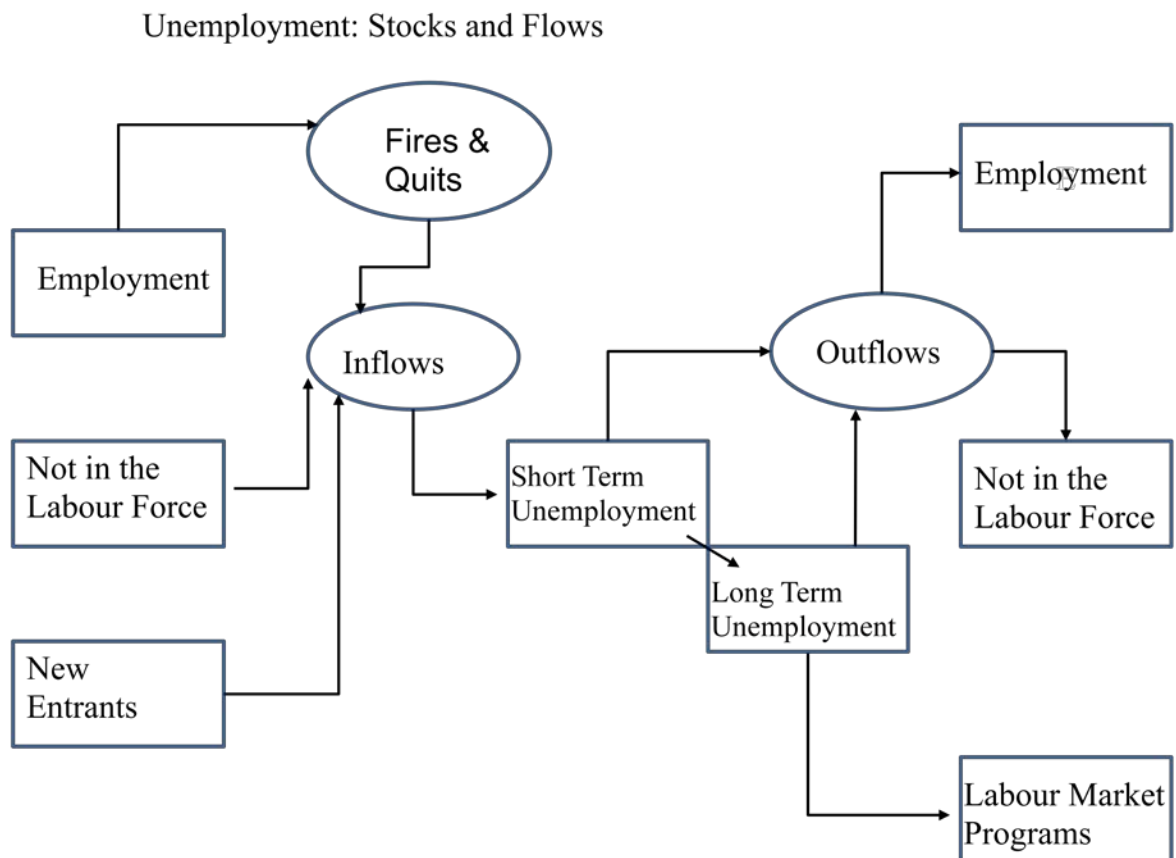 Unemployment: Stocks and Flows
Fires &
Quits
Employment
Employment
Inflows
Outflows
Not in the
Labour Force
Short Term
Unemployment
Not in the
Labour Force
Long Term
Unemployment
New
Entrants
Labour Market
Programs